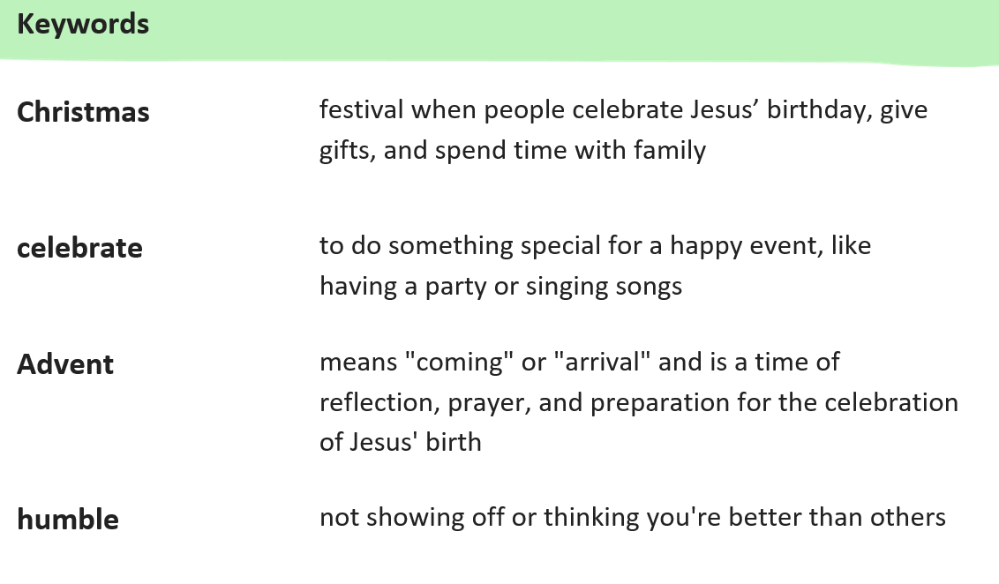 Keywords
Christmas
festival when people celebrate Jesus’ birthday, give
gifts, and spend time with family
celebrate
to do something special for a happy event, like
having a party or singing songs
Advent
means "coming" or "arrival" and is a time of
reflection, prayer, and preparation for the celebration
of Jesus' birth
humble
not showing off or thinking you're better than others